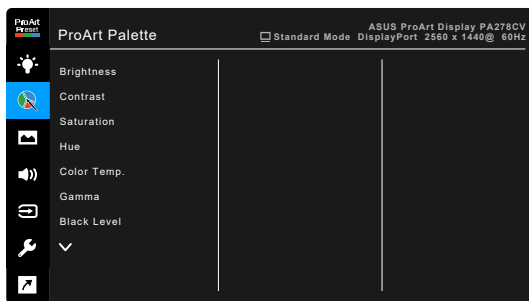 ProArt
Preset
ProArt Palette
ASUS ProArt Display PA278CV
Standard Mode DisplayPort 2560 x 1440@ 60Hz
Brightness
Contrast
Saturation
Hue
Color Temp.
Gamma
Black Level